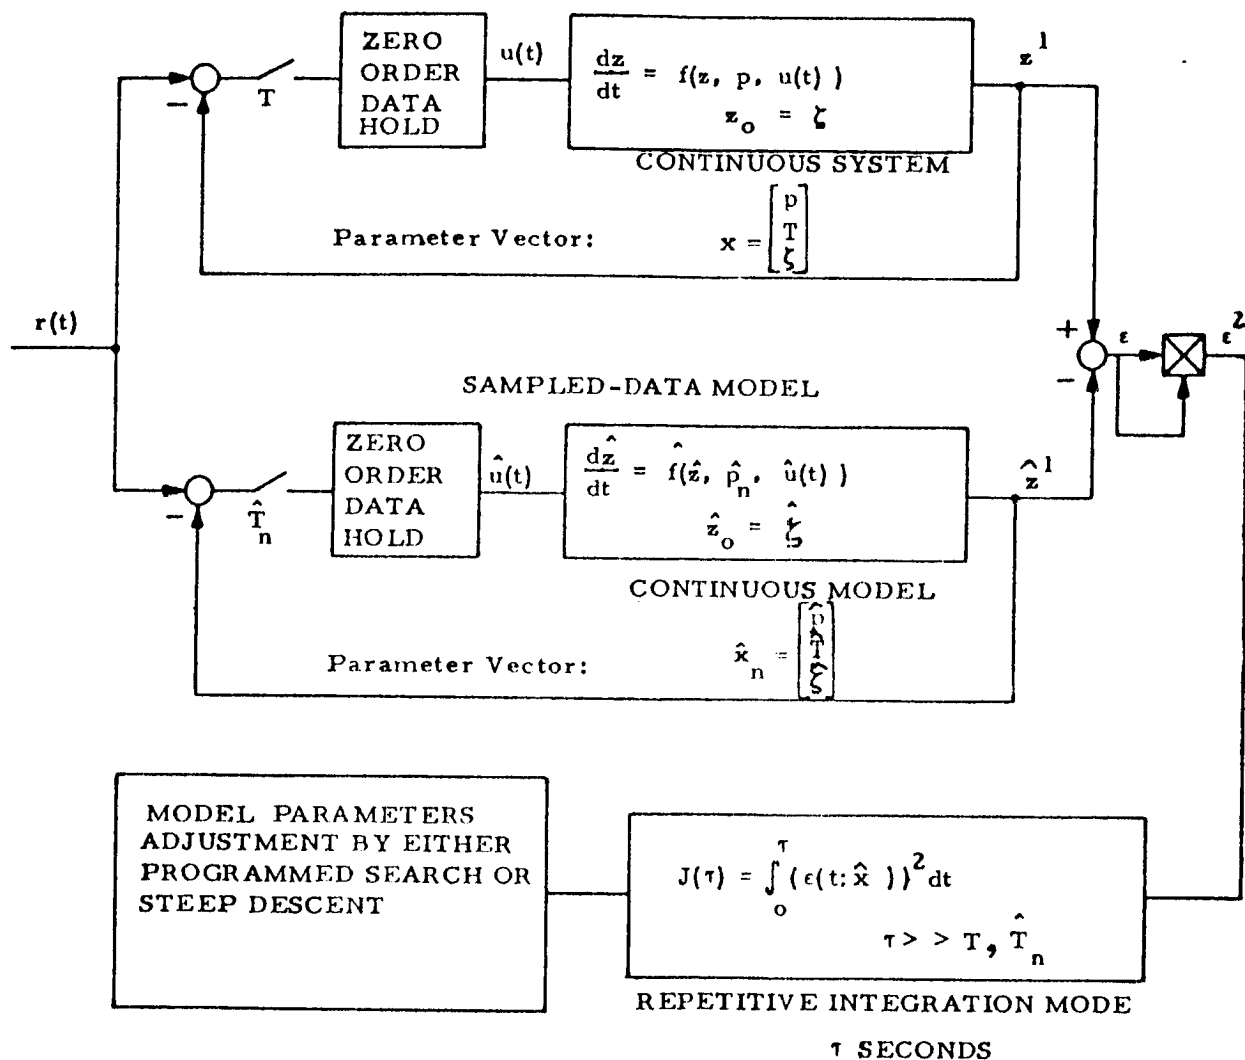 ZERO
ORDER
DATA
HOLD
u(t)
dz/dt = f(z, p, u(t) )
z_o = ζ
z^1
−
T
CONTINUOUS SYSTEM
Parameter Vector: x = [p T ζ]
r(t)
+
−
ε
ε^2
SAMPLED-DATA MODEL
ZERO
ORDER
DATA
HOLD
û(t)
dẑ/dt = f̂(ẑ, p̂_n, û(t) )
ẑ_o = ζ̂
ẑ^1
−
T̂_n
CONTINUOUS MODEL
Parameter Vector: x̂_n = [p̂ T̂ ζ̂]
MODEL PARAMETERS
ADJUSTMENT BY EITHER
PROGRAMMED SEARCH OR
STEEP DESCENT
J(τ) = ∫_o^τ (ε(t; x̂ ))^2 dt
τ > > T, T̂_n
REPETITIVE INTEGRATION MODE
τ SECONDS